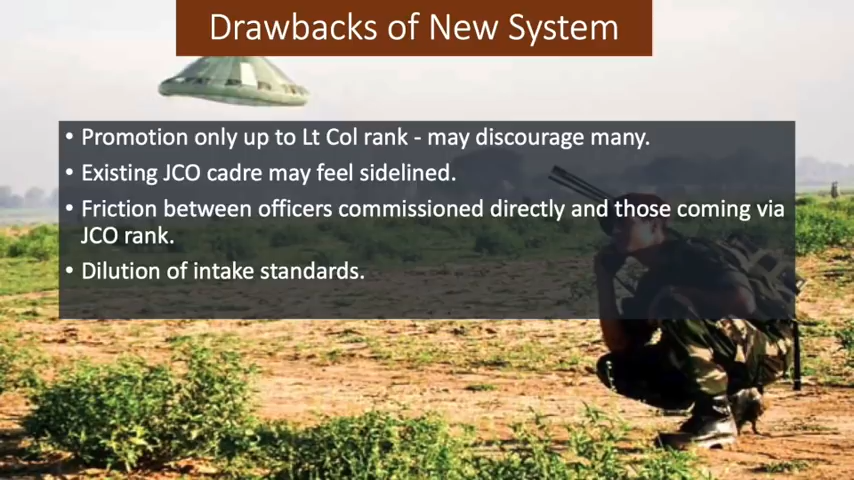 Drawbacks of New System
• Promotion only up to Lt Col rank - may discourage many.
• Existing JCO cadre may feel sidelined.
• Friction between officers commissioned directly and those coming via
JCO rank.
• Dilution of intake standards.